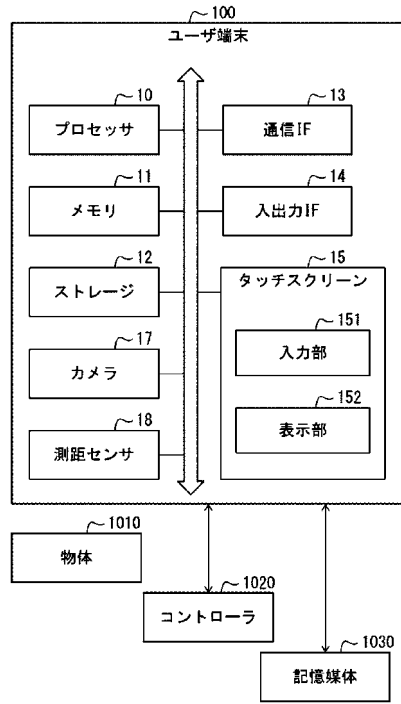 100
ユーザ端末
10
プロセッサ
13
通信IF
11
メモリ
14
入出力IF
12
ストレージ
15
タッチスクリーン
151
入力部
17
カメラ
152
表示部
18
測距センサ
1010
物体
1020
コントローラ
1030
記憶媒体